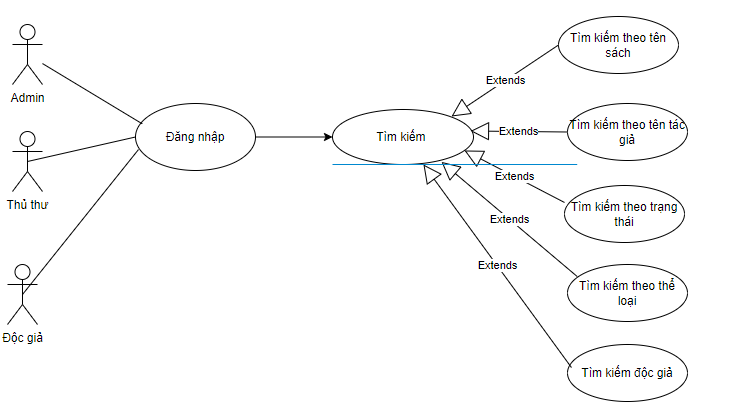 Admin
Thủ thư
Độc giả
Đăng nhập
Tìm kiếm
Extends
Tìm kiếm theo tên
sách
Extends
Tìm kiếm theo tên tác
giả
Extends
Tìm kiếm theo trạng
thái
Extends
Tìm kiếm theo thể
loại
Extends
Tìm kiếm độc giả